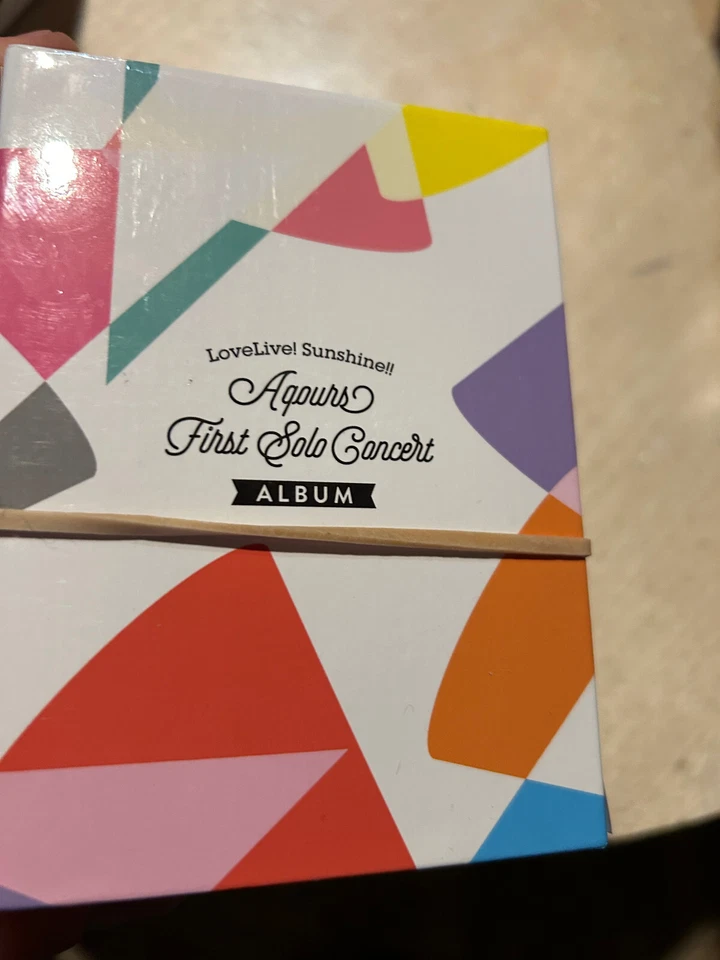 LoveLive! Sunshine!!
Aqours
First Solo Concert
ALBUM